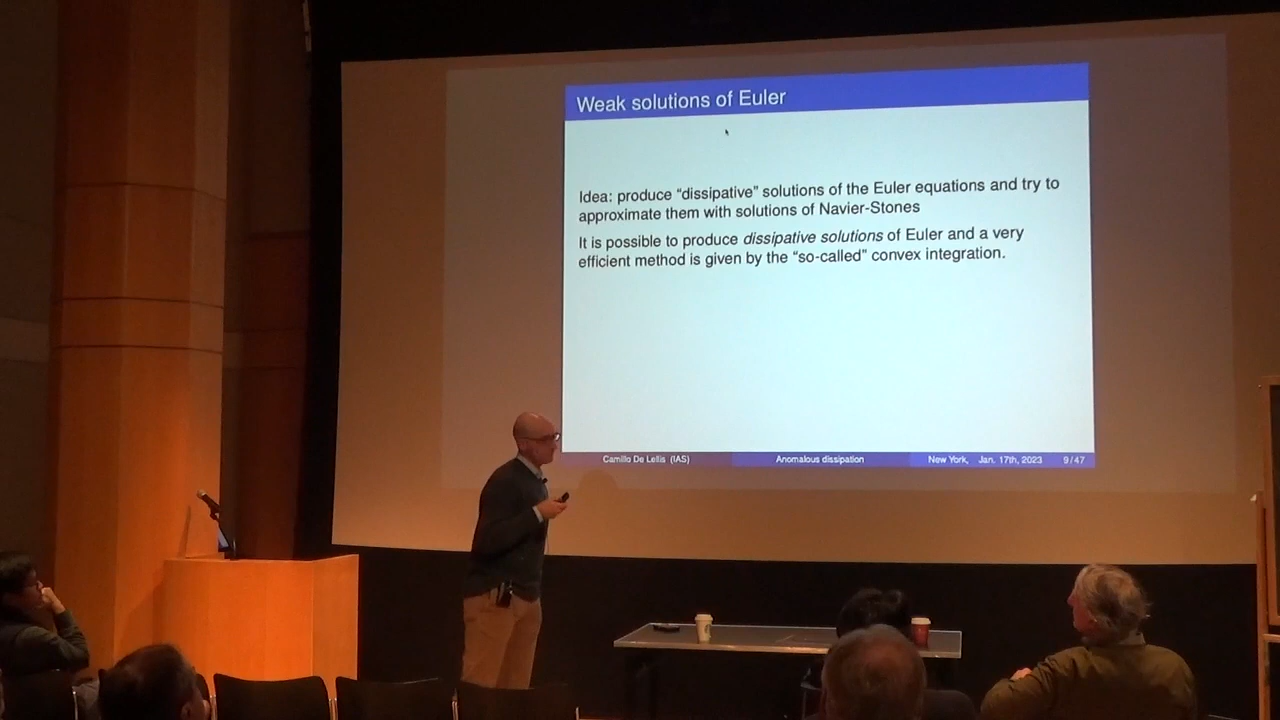 Weak solutions of Euler
Idea: produce “dissipative” solutions of the Euler equations and try to
approximate them with solutions of Navier-Stones
It is possible to produce dissipative solutions of Euler and a very
efficient method is given by the “so-called” convex integration.
Camillo De Lellis (IAS) Anomalous dissipation New York, Jan. 17th, 2023 9/47